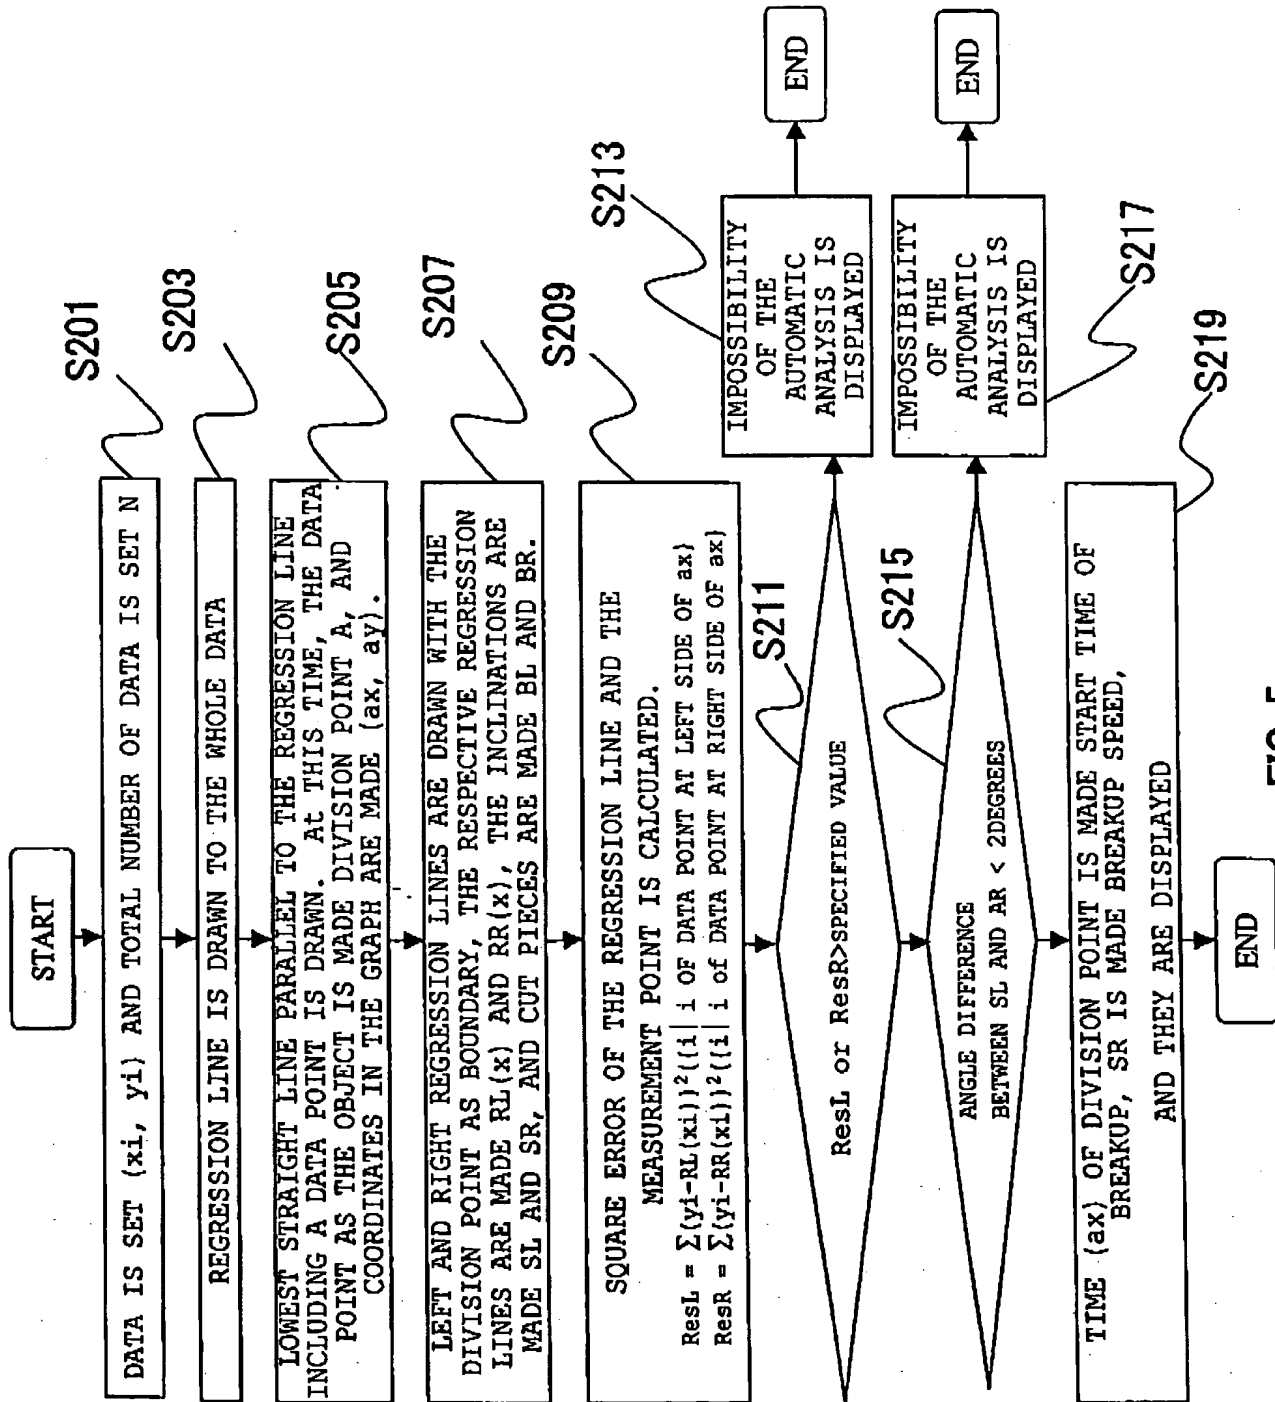 START
DATA IS SET (xi, yi) AND TOTAL NUMBER OF DATA IS SET N
S201
REGRESSION LINE IS DRAWN TO THE WHOLE DATA
S203
LOWEST STRAIGHT LINE PARALLEL TO THE REGRESSION LINE
INCLUDING A DATA POINT IS DRAWN. At THIS TIME, THE DATA
POINT AS THE OBJECT IS MADE DIVISION POINT A, AND
COORDINATES IN THE GRAPH ARE MADE (ax, ay).
S205
LEFT AND RIGHT REGRESSION LINES ARE DRAWN WITH THE
DIVISION POINT AS BOUNDARY, THE RESPECTIVE REGRESSION
LINES ARE MADE RL(x) AND RR(x), THE INCLINATIONS ARE
MADE SL AND SR, AND CUT PIECES ARE MADE BL AND BR.
S207
SQUARE ERROR OF THE REGRESSION LINE AND THE
MEASUREMENT POINT IS CALCULATED.
ResL = Σ(yi-RL(xi))²((i| i OF DATA POINT AT LEFT SIDE OF ax}
ResR = Σ(yi-RR(xi))²((i| i of DATA POINT AT RIGHT SIDE OF ax}
S209
ResL or ResR>SPECIFIED VALUE
S211
IMPOSSIBILITY
OF THE
AUTOMATIC
ANALYSIS IS
DISPLAYED
S213
END
ANGLE DIFFERENCE
BETWEEN SL AND AR < 2DEGREES
S215
IMPOSSIBILITY
OF THE
AUTOMATIC
ANALYSIS IS
DISPLAYED
S217
END
TIME (ax) OF DIVISION POINT IS MADE START TIME OF
BREAKUP, SR IS MADE BREAKUP SPEED,
AND THEY ARE DISPLAYED
S219
END